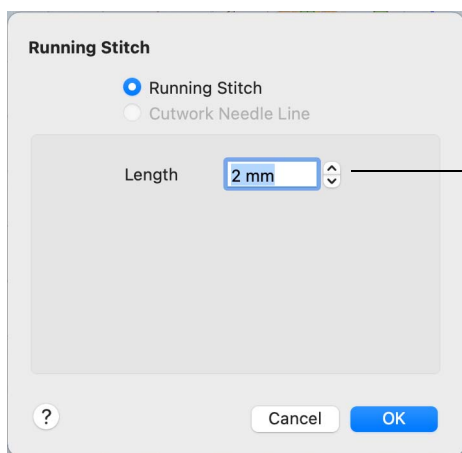 Running Stitch
Running Stitch
Cutwork Needle Line
Length 2 mm
? Cancel OK